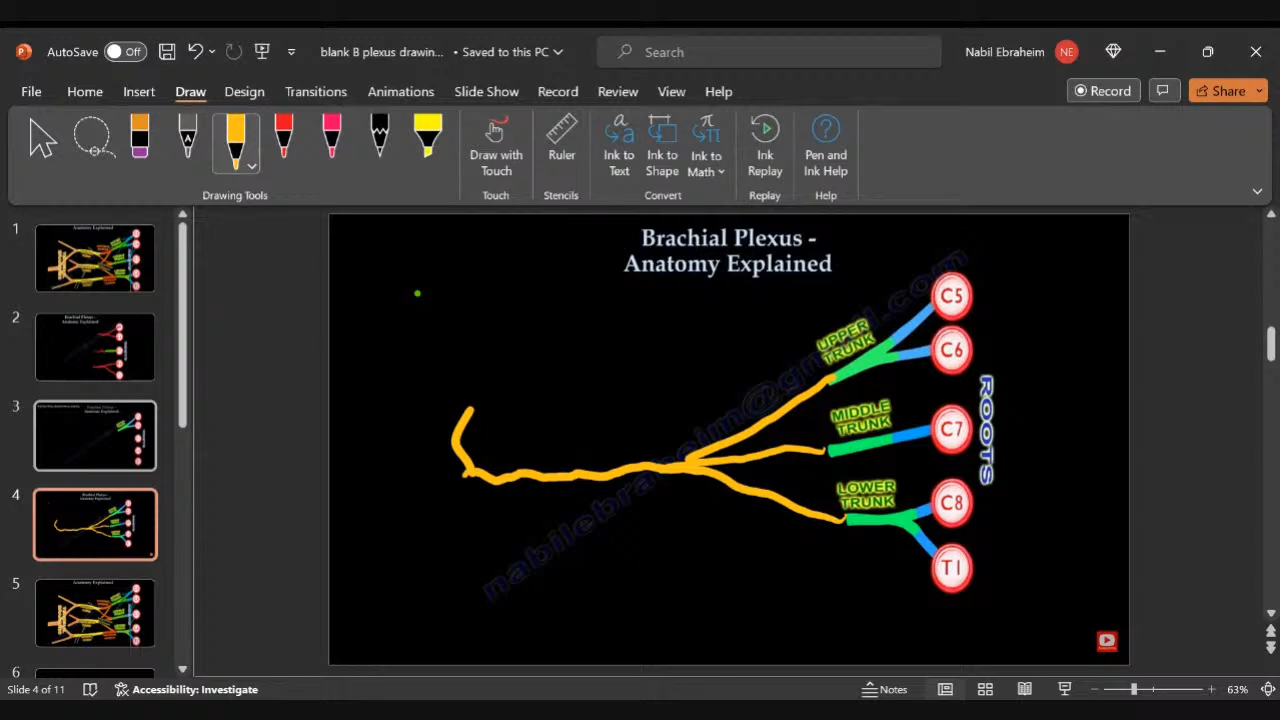 AutoSave Off
blank B plexus drawin... • Saved to this PC
Search
Nabil Ebraheim NE
File Home Insert Draw Design Transitions Animations Slide Show Record Review View Help
Record
Share
Draw with Touch
Ruler
Ink to Text
Ink to Shape
Ink to Math
Ink Replay
Pen and Ink Help
Drawing Tools
Touch
Stencils
Convert
Replay
Help
1
2
3
4
5
6
Brachial Plexus -
Anatomy Explained
UPPER
TRUNK
MIDDLE
TRUNK
LOWER
TRUNK
C5
C6
C7
C8
T1
ROOTS
Slide 4 of 11
Accessibility: Investigate
Notes
63%